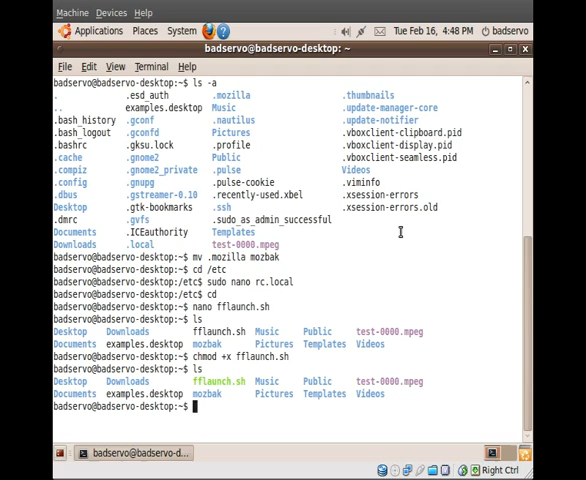 Machine Devices Help
Applications Places System Tue Feb 16, 4:48 PM badservo
badservo@badservo-desktop: ~
File Edit View Terminal Help
badservo@badservo-desktop:~$ ls -a
. .esd_auth .mozilla .thumbnails
.. examples.desktop Music .update-manager-core
.bash_history .gconf .nautilus .update-notifier
.bash_logout .gconfd Pictures .vboxclient-clipboard.pid
.bashrc .gksu.lock .profile .vboxclient-display.pid
.cache .gnome2 Public .vboxclient-seamless.pid
.compiz .gnome2_private .pulse Videos
.config .gnupg .pulse-cookie .viminfo
.dbus .gstreamer-0.10 .recently-used.xbel .xsession-errors
Desktop .gtk-bookmarks .ssh .xsession-errors.old
.dmrc .gvfs .sudo_as_admin_successful
Documents .ICEauthority Templates
Downloads .local test-0000.mpeg
badservo@badservo-desktop:~$ mv .mozilla mozbak
badservo@badservo-desktop:~$ cd /etc
badservo@badservo-desktop:/etc$ sudo nano rc.local
badservo@badservo-desktop:/etc$ cd
badservo@badservo-desktop:~$ nano fflaunch.sh
badservo@badservo-desktop:~$ ls
Desktop Downloads fflaunch.sh Music Public test-0000.mpeg
Documents examples.desktop mozbak Pictures Templates Videos
badservo@badservo-desktop:~$ chmod +x fflaunch.sh
badservo@badservo-desktop:~$ ls
Desktop Downloads fflaunch.sh Music Public test-0000.mpeg
Documents examples.desktop mozbak Pictures Templates Videos
badservo@badservo-desktop:~$
badservo@badservo-d...
Right Ctrl